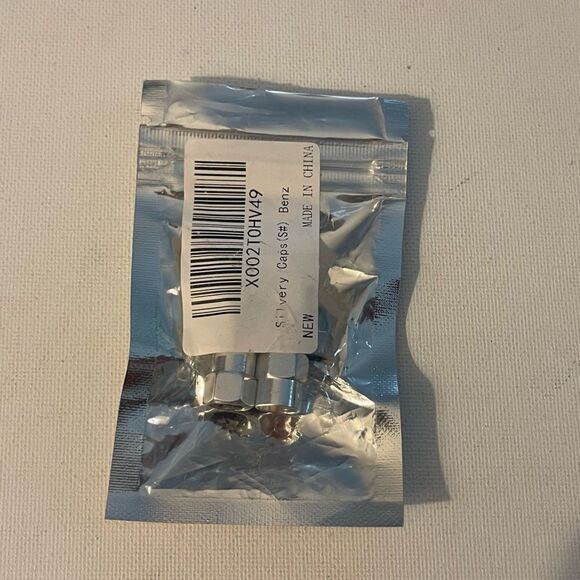 X002T0HV49
Silvery Caps(S#) Benz
NEW MADE IN CHINA